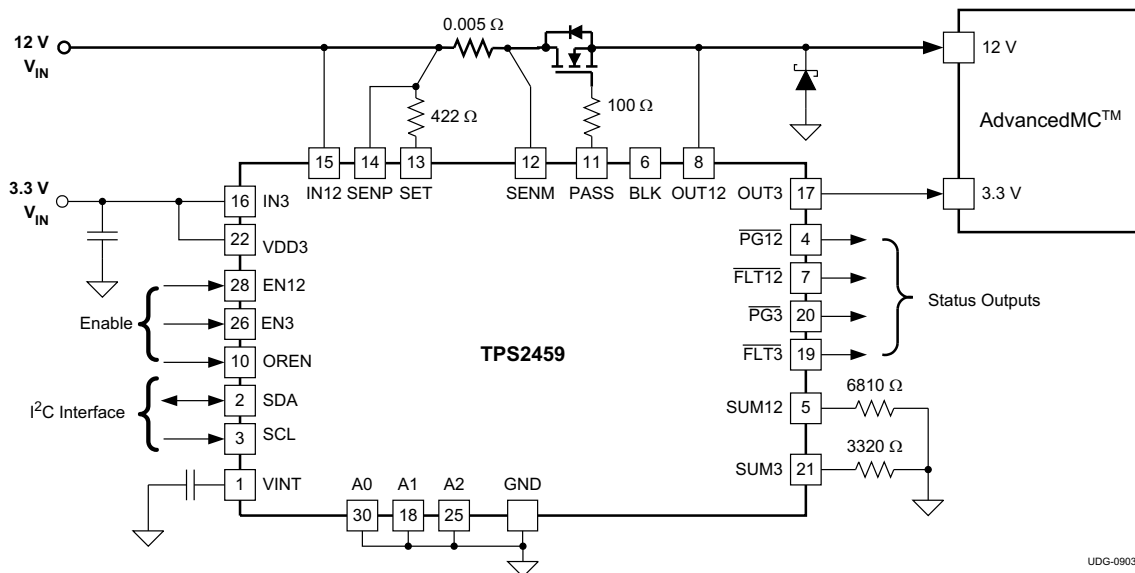 0.005 Ω
12 V
VIN
12 V
422 Ω
100 Ω
AdvancedMC™
15
14
13
12
11
6
8
IN12
SENP
SET
SENM
PASS
BLK
OUT12
OUT3
17
3.3 V
3.3 V
VIN
16
IN3
22
VDD3
PG12
4
28
EN12
FLT12
7
Status Outputs
Enable
26
EN3
PG3
20
TPS2459
10
OREN
FLT3
19
I2C Interface
2
SDA
6810 Ω
SUM12
5
3
SCL
3320 Ω
SUM3
21
1
VINT
A0
A1
A2
GND
30
18
25
UDG-0903